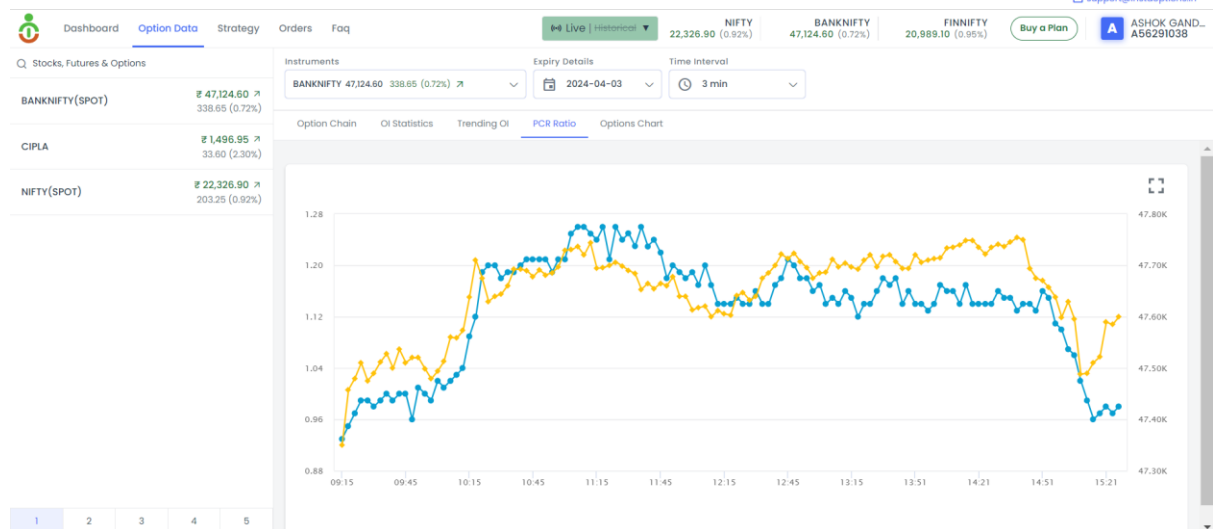 support@instaoptions.in
Dashboard Option Data Strategy Orders Faq
Live | Historical ▼
NIFTY
22,326.90 (0.92%)
BANKNIFTY
47,124.60 (0.72%)
FINNIFTY
20,989.10 (0.95%)
Buy a Plan
A
ASHOK GAND...
A56291038
Stocks, Futures & Options
BANKNIFTY(SPOT)
₹ 47,124.60
338.65 (0.72%)
CIPLA
₹ 1,496.95
33.60 (2.30%)
NIFTY(SPOT)
₹ 22,326.90
203.25 (0.92%)
1 2 3 4 5
Instruments
BANKNIFTY 47,124.60 338.65 (0.72%)
Expiry Details
2024-04-03
Time Interval
3 min
Option Chain OI Statistics Trending OI PCR Ratio Options Chart
1.28
1.20
1.12
1.04
0.96
0.88
47.80K
47.70K
47.60K
47.50K
47.40K
47.30K
09:15 09:45 10:15 10:45 11:15 11:45 12:15 12:45 13:15 13:51 14:21 14:51 15:21